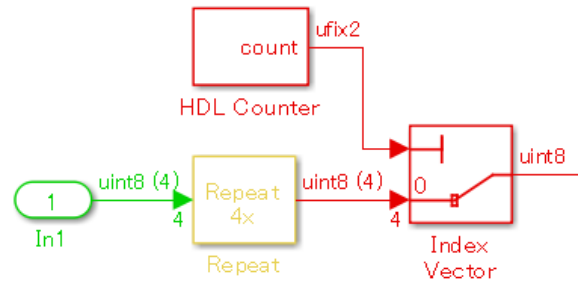 ufix2
count
HDL Counter
uint8 (4)
uint8 (4)
uint8
1
4
Repeat
4x
0
4
In1
Repeat
Index
Vector